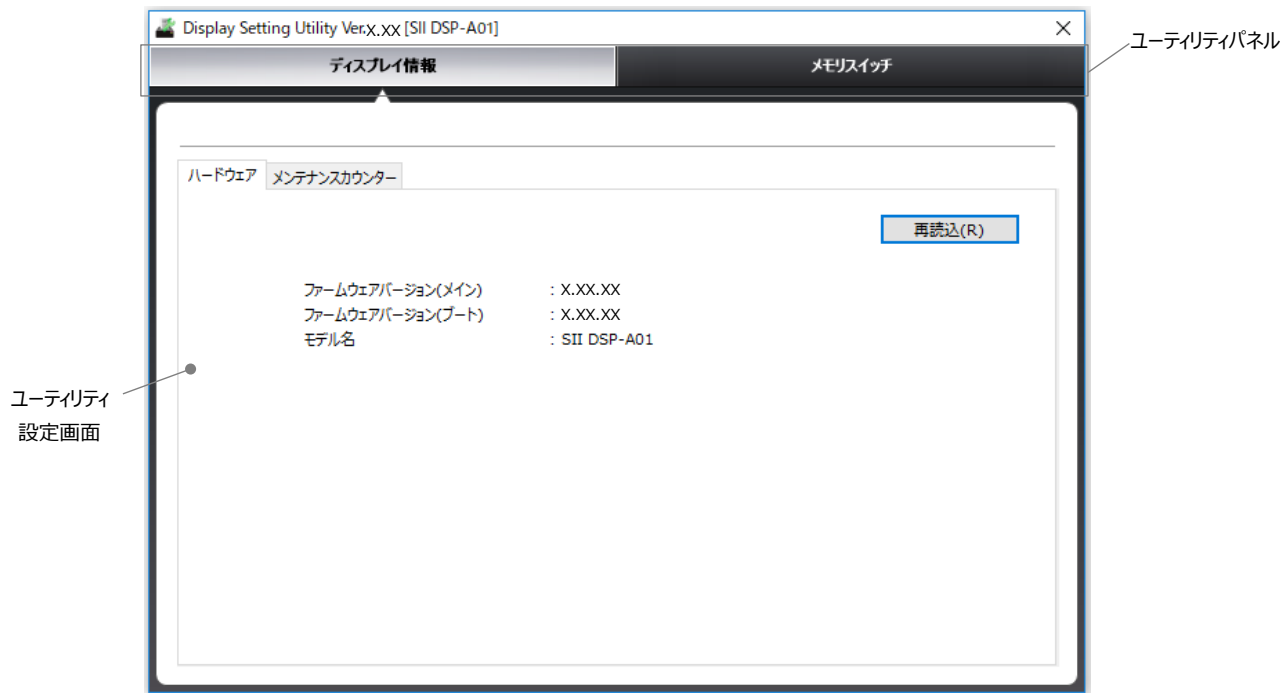 Display Setting Utility Ver.X.XX [SII DSP-A01]
ユーティリティパネル
ディスプレイ情報
メモリスイッチ
ハードウェア
メンテナンスカウンター
再読込(R)
ファームウェアバージョン(メイン) : X.XX.XX
ファームウェアバージョン(ブート) : X.XX.XX
モデル名 : SII DSP-A01
ユーティリティ
設定画面